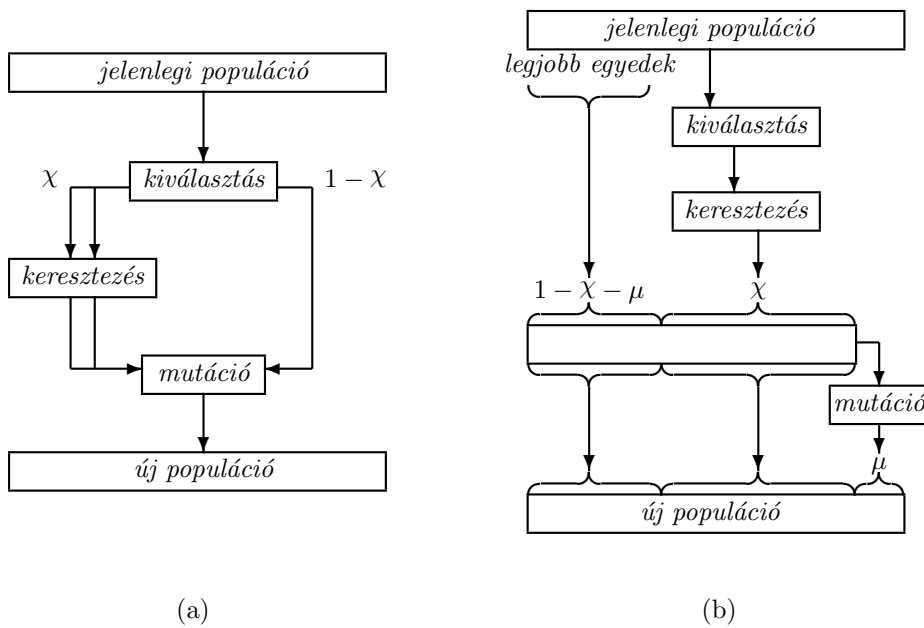 jelenlegi populáció
χ
kiválasztás
1 − χ
keresztezés
mutáció
új populáció
(a)
jelenlegi populáció
legjobb egyedek
kiválasztás
keresztezés
1 − χ − μ
χ
mutáció
μ
új populáció
(b)